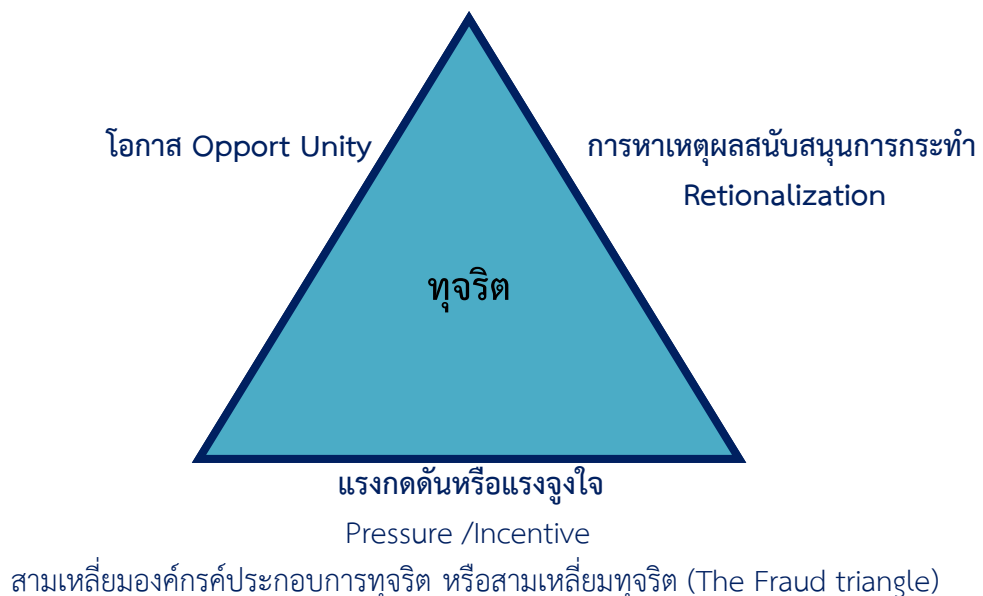 โอกาส Opport Unity
การหาเหตุผลสนับสนุนการกระทำ
Retionalization
ทุจริต
แรงกดดันหรือแรงจูงใจ
Pressure /Incentive
สามเหลี่ยมองค์กรค์ประกอบการทุจริต หรือสามเหลี่ยมทุจริต (The Fraud triangle)